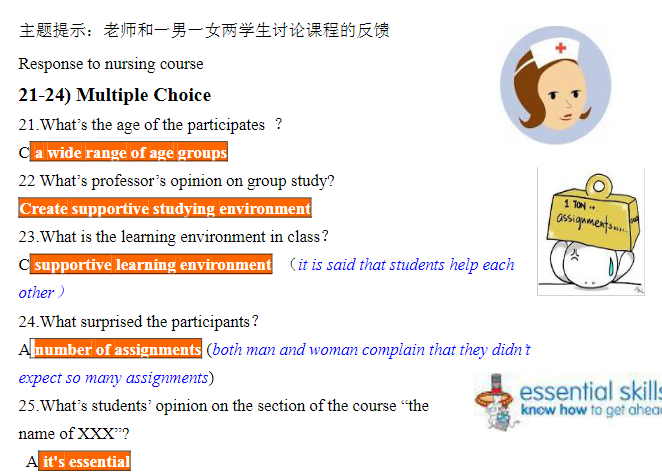 主题提示：老师和一男一女两学生讨论课程的反馈
Response to nursing course
21-24) Multiple Choice
21.What's the age of the participates ？
C a wide range of age groups
22 What's professor's opinion on group study?
Create supportive studying environment
23.What is the learning environment in class?
C supportive learning environment （it is said that students help each
other）
24.What surprised the participants?
A number of assignments (both man and woman complain that they didn't
expect so many assignments)
25.What's students' opinion on the section of the course “the
name of XXX”?
A it's essential
1 TON ..
assignments....
essential skills
know how to get ahead